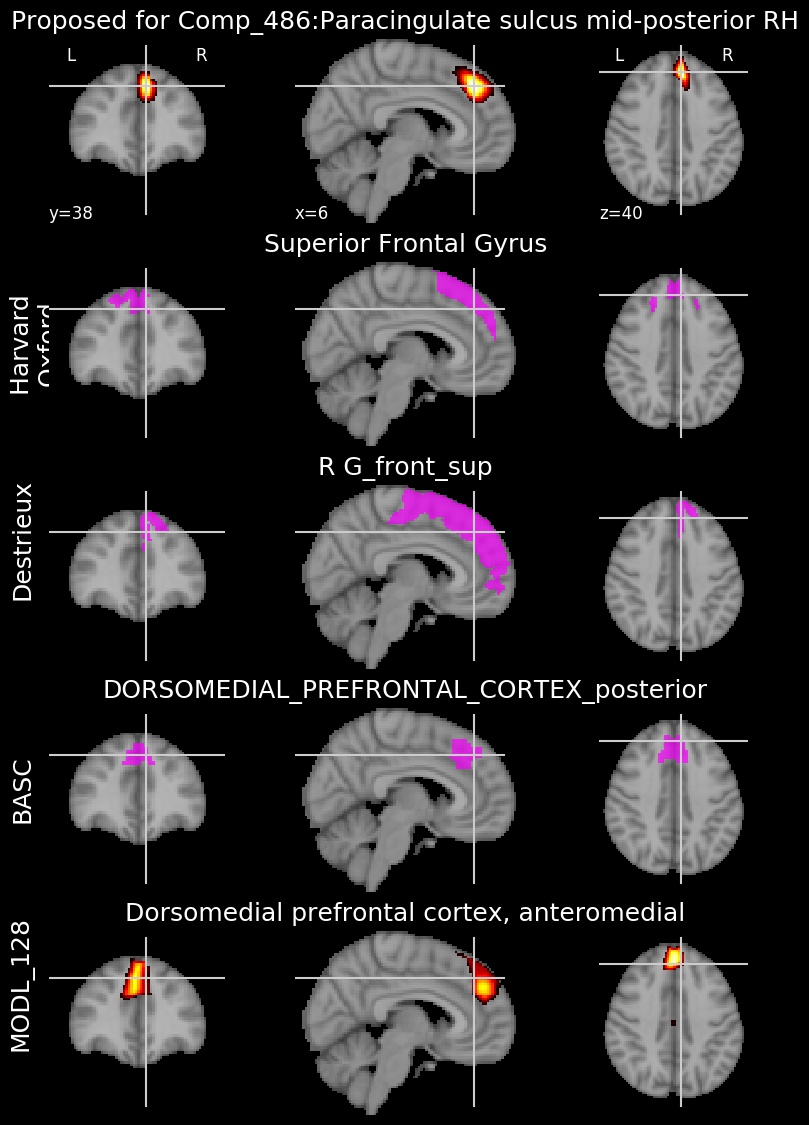 Proposed for Comp_486:Paracingulate sulcus mid-posterior RH
L R L R
y=38 x=6 z=40
Superior Frontal Gyrus
Harvard
Oxford
R G_front_sup
Destrieux
DORSOMEDIAL_PREFRONTAL_CORTEX_posterior
BASC
Dorsomedial prefrontal cortex, anteromedial
MODL_128